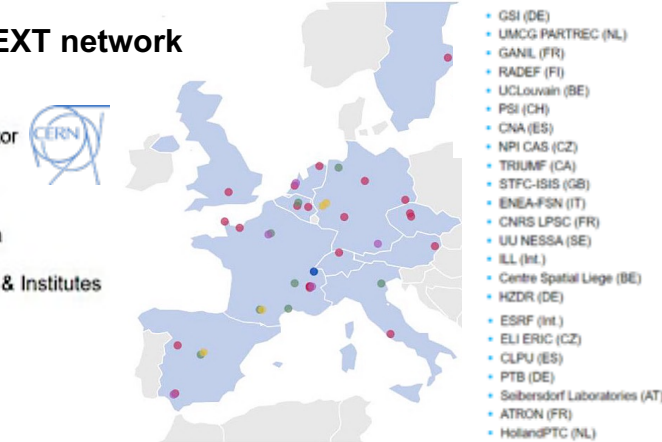 EXT network
or
CERN
& Institutes
GSI (DE)
UMCG PARTREC (NL)
GANIL (FR)
RADEF (FI)
UCLouvain (BE)
PSI (CH)
CNA (ES)
NPI CAS (CZ)
TRIUMF (CA)
STFC-ISIS (GB)
ENEA-FSN (IT)
CNRS LPSC (FR)
UU NESSA (SE)
ILL (Int.)
Centre Spatial Liege (BE)
HZDR (DE)
ESRF (Int.)
ELI ERIC (CZ)
CLPU (ES)
PTB (DE)
Seibersdorf Laboratories (AT)
ATRON (FR)
HollandPTC (NL)